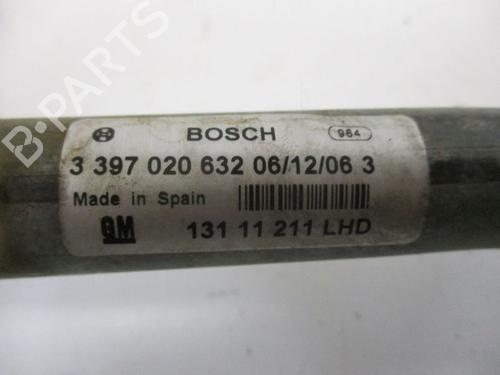 BOSCH 964
3 397 020 632 06/12/06 3
Made in Spain
GM 131 11 211 LHD
B-PARTS